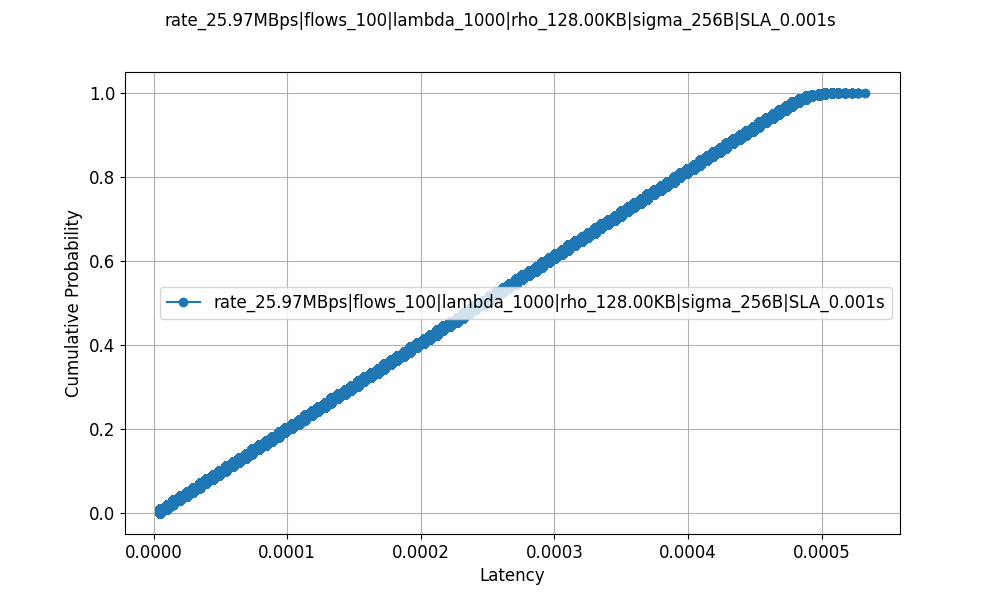 rate_25.97MBps|flows_100|lambda_1000|rho_128.00KB|sigma_256B|SLA_0.001s
1.0
0.8
0.6
0.4
0.2
0.0
Cumulative Probability
rate_25.97MBps|flows_100|lambda_1000|rho_128.00KB|sigma_256B|SLA_0.001s
0.0000 0.0001 0.0002 0.0003 0.0004 0.0005
Latency